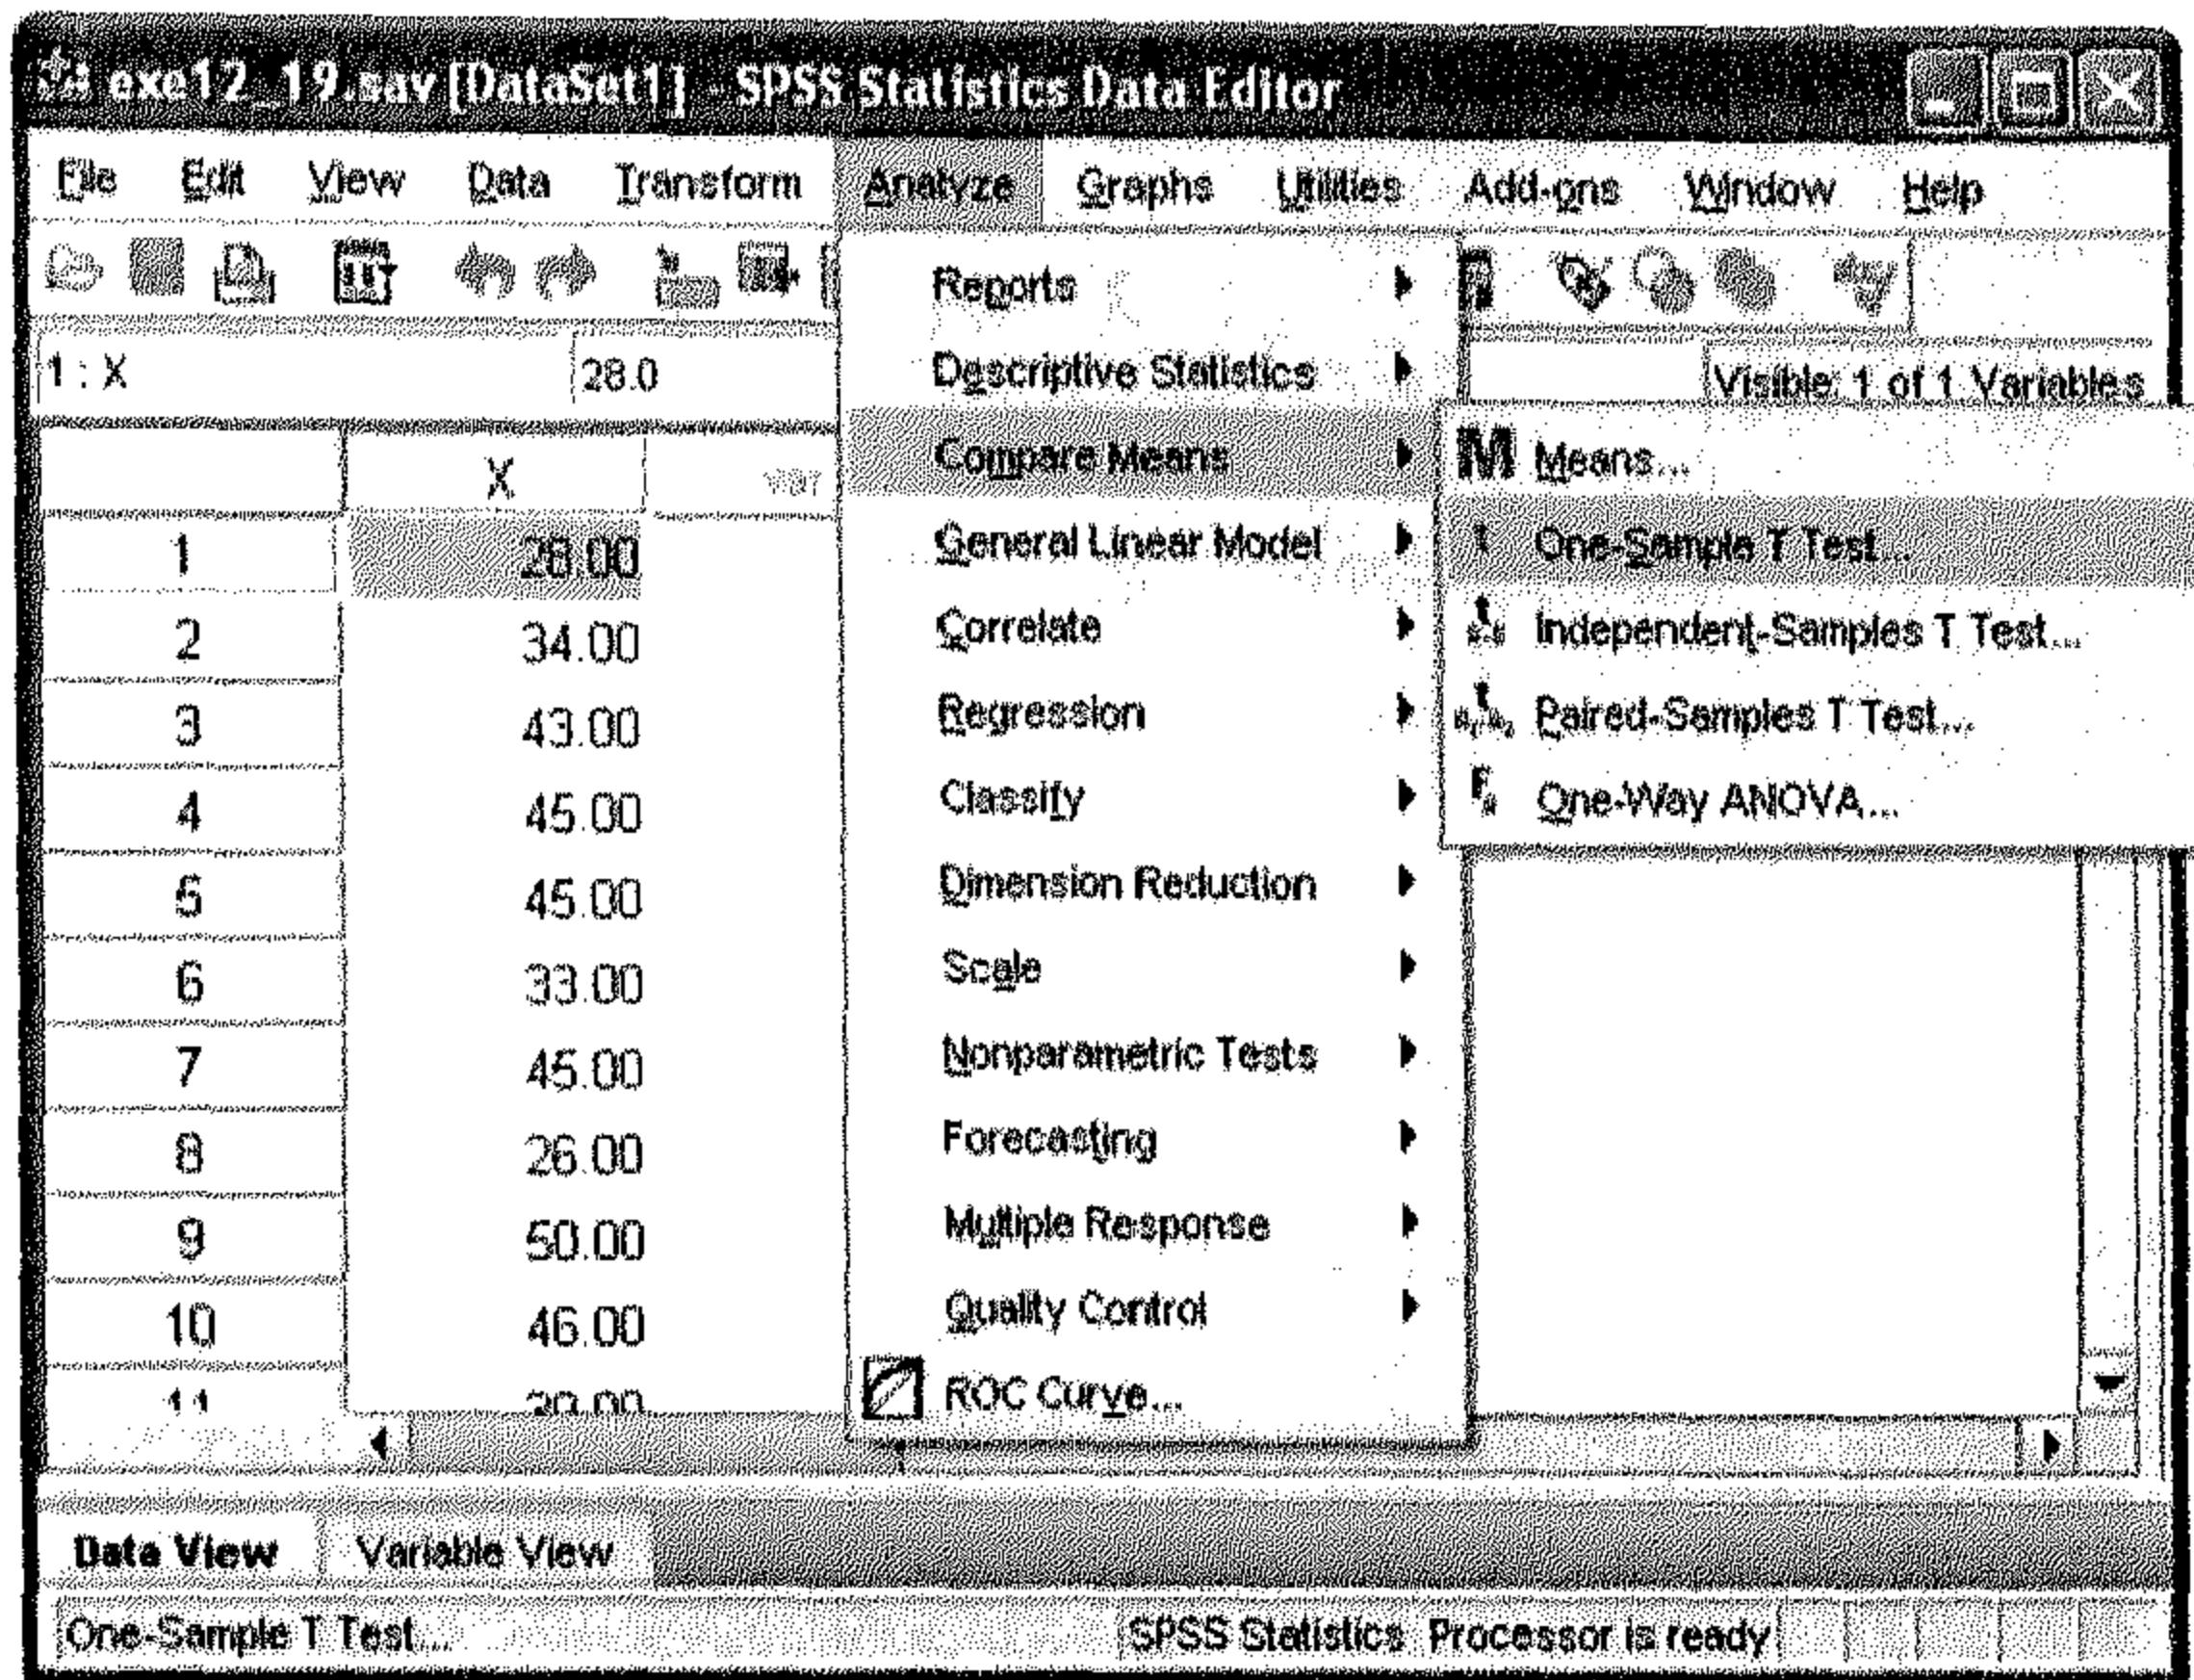 exe12_19.sav [DataSet1] - SPSS Statistics Data Editor
File Edit View Data Transform Analyze Graphs Utilities Add-ons Window Help
1 : X 28.0 Visible: 1 of 1 Variables
X var
1 28.00
2 34.00
3 43.00
4 45.00
5 45.00
6 33.00
7 45.00
8 26.00
9 50.00
10 46.00
11
Reports
Descriptive Statistics
Compare Means
General Linear Model
Correlate
Regression
Classify
Dimension Reduction
Scale
Nonparametric Tests
Forecasting
Multiple Response
Quality Control
ROC Curve...
M Means...
t One-Sample T Test...
Independent-Samples T Test...
Paired-Samples T Test...
One-Way ANOVA...
Data View Variable View
One-Sample T Test... SPSS Statistics Processor is ready